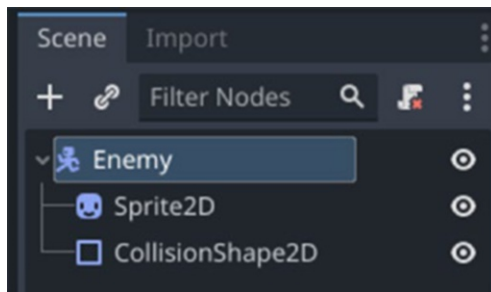 Scene Import
Filter Nodes
Enemy
Sprite2D
CollisionShape2D